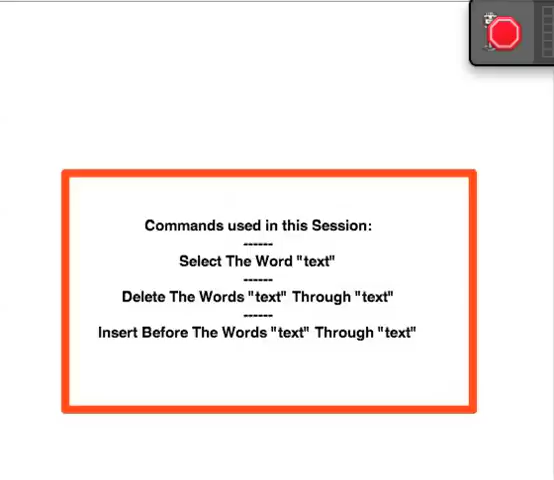 Commands used in this Session:
------
Select The Word "text"
------
Delete The Words "text" Through "text"
------
Insert Before The Words "text" Through "text"